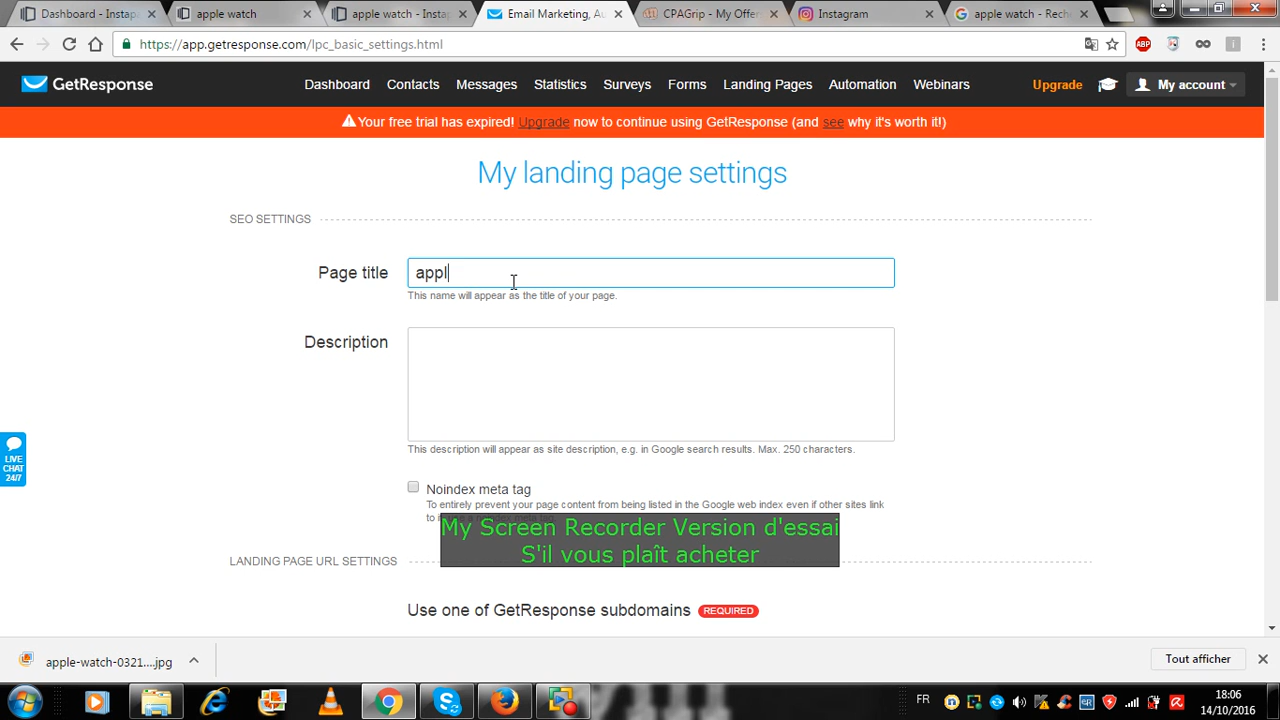 Dashboard - Instap
apple watch
apple watch - Insta
Email Marketing, Au
CPAGrip - My Offer
Instagram
apple watch - Rech
https://app.getresponse.com/lpc_basic_settings.html
GetResponse
Dashboard
Contacts
Messages
Statistics
Surveys
Forms
Landing Pages
Automation
Webinars
Upgrade
My account
Your free trial has expired! Upgrade now to continue using GetResponse (and see why it's worth it!)
My landing page settings
SEO SETTINGS
Page title
appl
This name will appear as the title of your page.
Description
This description will appear as site description, e.g. in Google search results. Max. 250 characters.
LIVE
CHAT
24/7
Noindex meta tag
To entirely prevent your page content from being listed in the Google web index even if other sites link
My Screen Recorder Version d'essai
S'il vous plaît acheter
LANDING PAGE URL SETTINGS
Use one of GetResponse subdomains REQUIRED
apple-watch-0321....jpg
Tout afficher
FR
18:06
14/10/2016